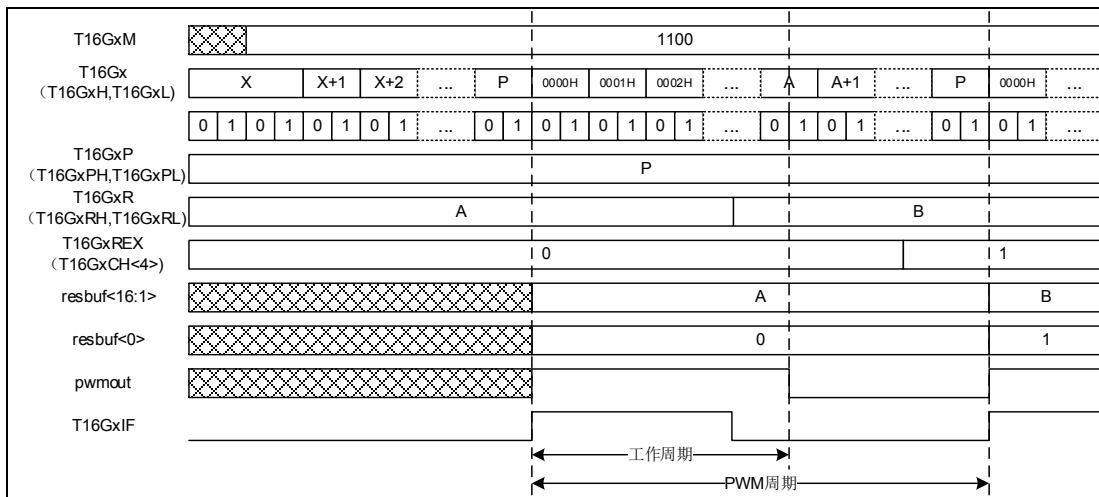 T16GxM 1100
T16Gx
（T16GxH,T16GxL） X X+1 X+2 ... P 0000H 0001H 0002H ... A A+1 ... P 0000H ...
0 1 0 1 0 1 0 1 ... 0 1 0 1 0 1 0 1 ... 0 1 0 1 ... 0 1 0 1 ...
T16GxP
（T16GxPH,T16GxPL） P
T16GxR
（T16GxRH,T16GxRL） A B
T16GxREX
（T16GxCH<4>） 0 1
resbuf<16:1> A B
resbuf<0> 0 1
pwmout
T16GxIF
工作周期
PWM周期